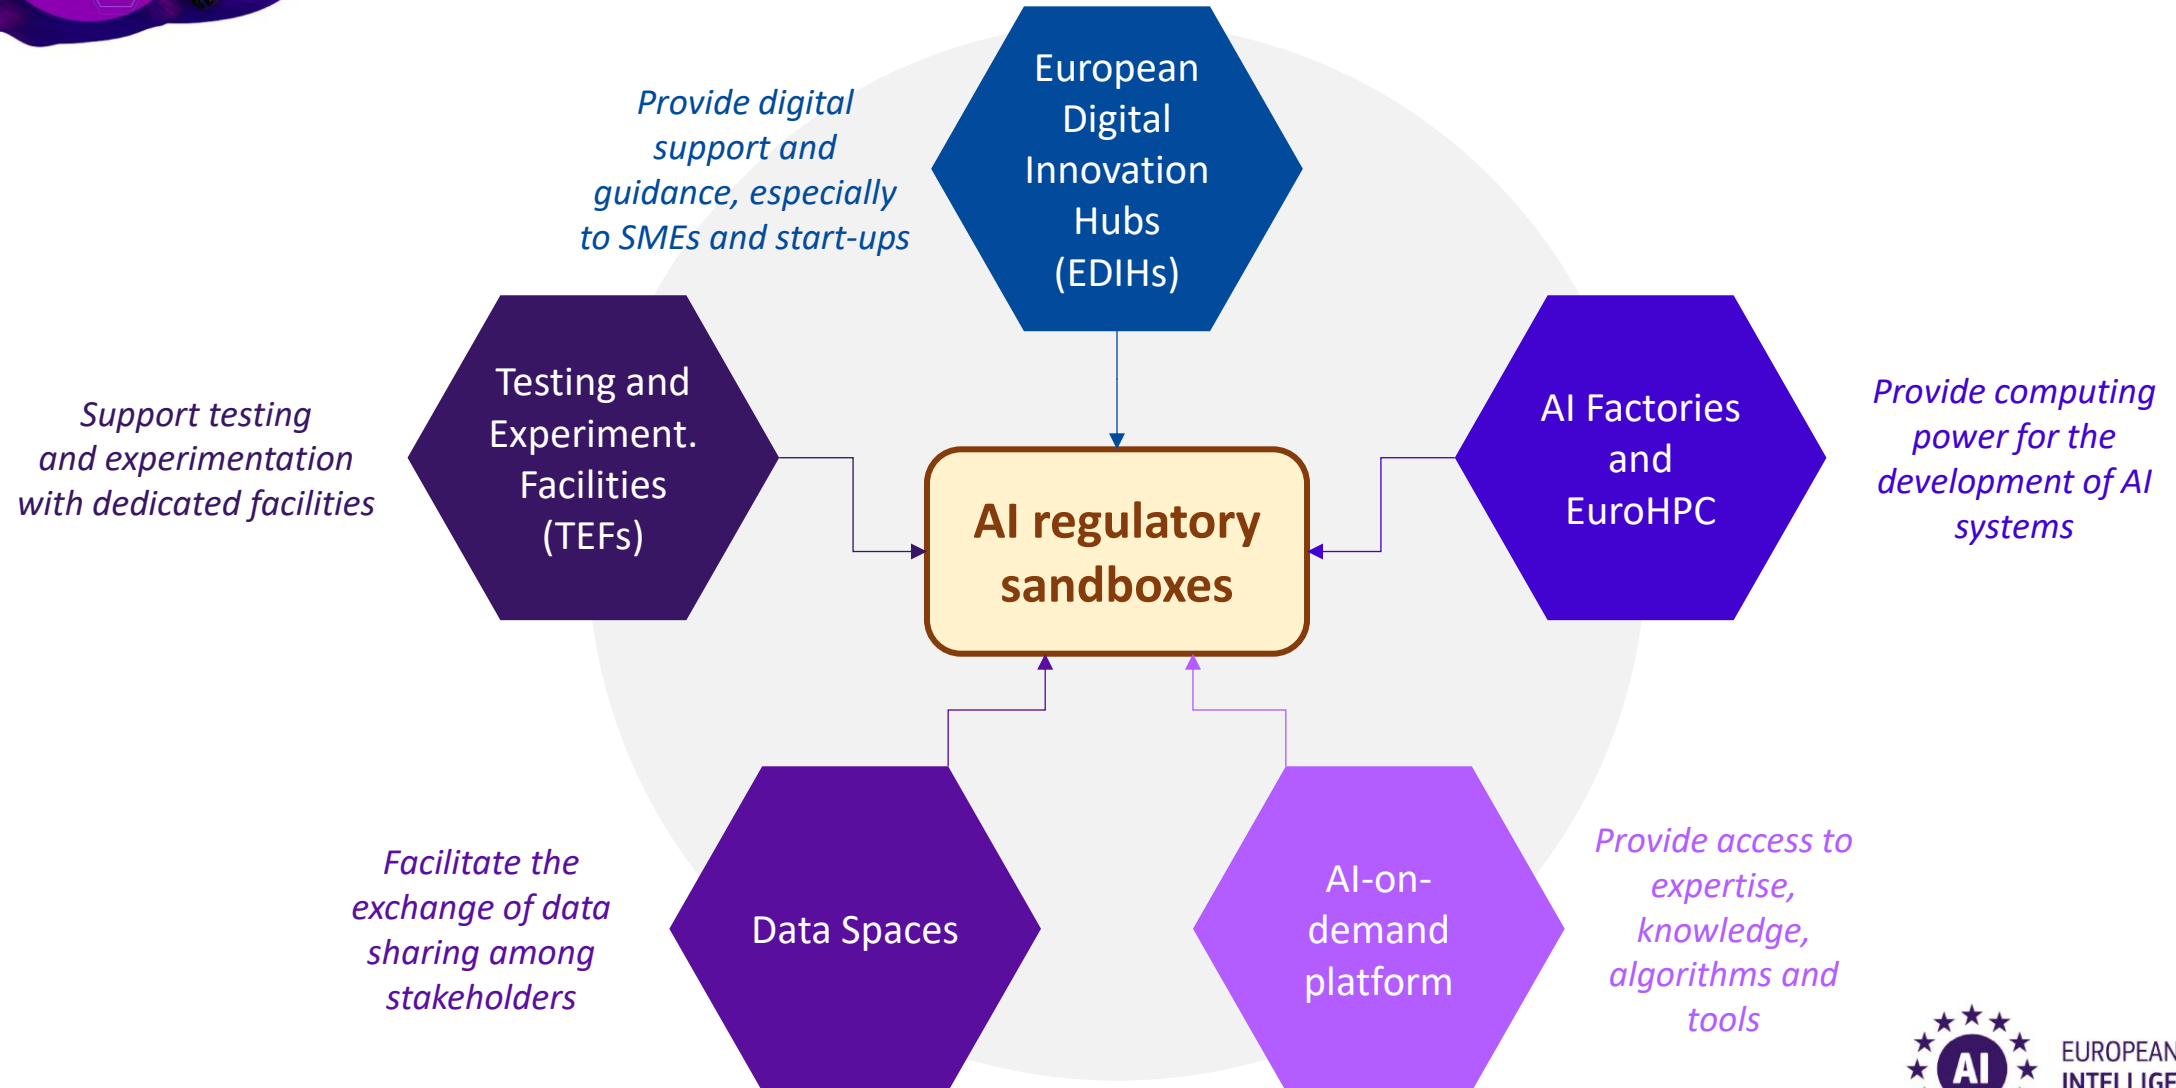 European
Digital
Innovation
Hubs
(EDIHs)
Provide digital
support and
guidance, especially
to SMEs and start-ups
Testing and
Experiment.
Facilities
(TEFs)
Support testing
and experimentation
with dedicated facilities
AI Factories
and
EuroHPC
Provide computing
power for the
development of AI
systems
AI regulatory
sandboxes
Data Spaces
Facilitate the
exchange of data
sharing among
stakeholders
AI-on-
demand
platform
Provide access to
expertise,
knowledge,
algorithms and
tools
AI
EUROPEAN